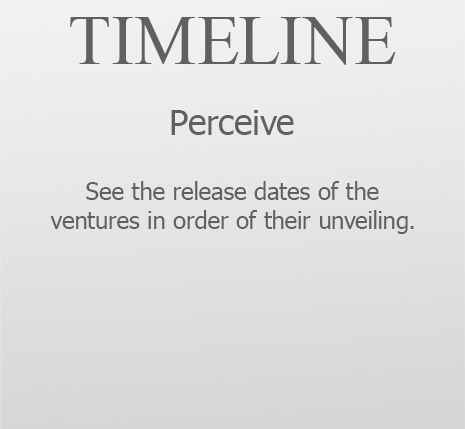 TIMELINE
Perceive
See the release dates of the
ventures in order of their unveiling.